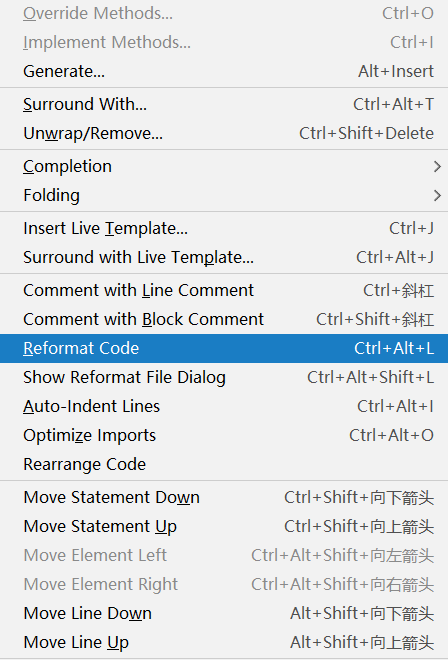 Override Methods... Ctrl+O
Implement Methods... Ctrl+I
Generate... Alt+Insert
Surround With... Ctrl+Alt+T
Unwrap/Remove... Ctrl+Shift+Delete
Completion
Folding
Insert Live Template... Ctrl+J
Surround with Live Template... Ctrl+Alt+J
Comment with Line Comment Ctrl+斜杠
Comment with Block Comment Ctrl+Shift+斜杠
Reformat Code Ctrl+Alt+L
Show Reformat File Dialog Ctrl+Alt+Shift+L
Auto-Indent Lines Ctrl+Alt+I
Optimize Imports Ctrl+Alt+O
Rearrange Code
Move Statement Down Ctrl+Shift+向下箭头
Move Statement Up Ctrl+Shift+向上箭头
Move Element Left Ctrl+Alt+Shift+向左箭头
Move Element Right Ctrl+Alt+Shift+向右箭头
Move Line Down Alt+Shift+向下箭头
Move Line Up Alt+Shift+向上箭头